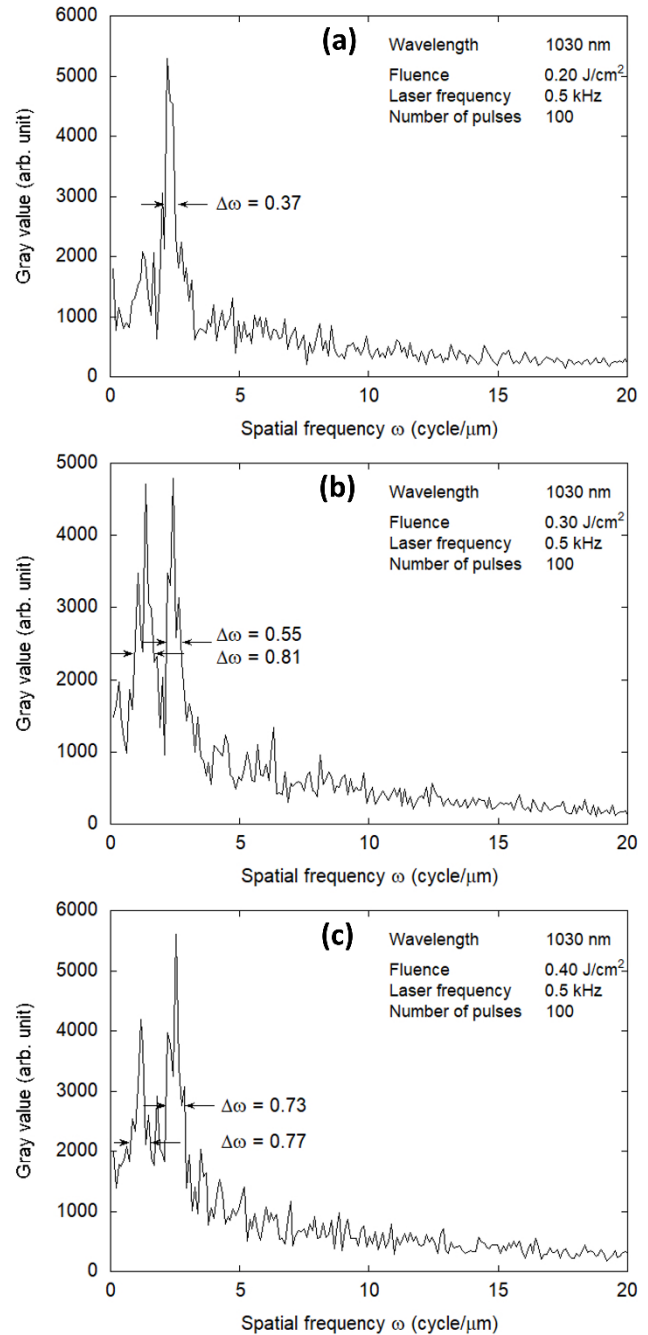 (a)
Wavelength 1030 nm
Fluence 0.20 J/cm²
Laser frequency 0.5 kHz
Number of pulses 100
Δω = 0.37
6000
5000
4000
3000
2000
1000
0
Gray value (arb. unit)
0 5 10 15 20
Spatial frequency ω (cycle/μm)
(b)
Wavelength 1030 nm
Fluence 0.30 J/cm²
Laser frequency 0.5 kHz
Number of pulses 100
Δω = 0.55
Δω = 0.81
5000
4000
3000
2000
1000
0
Gray value (arb. unit)
0 5 10 15 20
Spatial frequency ω (cycle/μm)
(c)
Wavelength 1030 nm
Fluence 0.40 J/cm²
Laser frequency 0.5 kHz
Number of pulses 100
Δω = 0.73
Δω = 0.77
6000
5000
4000
3000
2000
1000
0
Gray value (arb. unit)
0 5 10 15 20
Spatial frequency ω (cycle/μm)